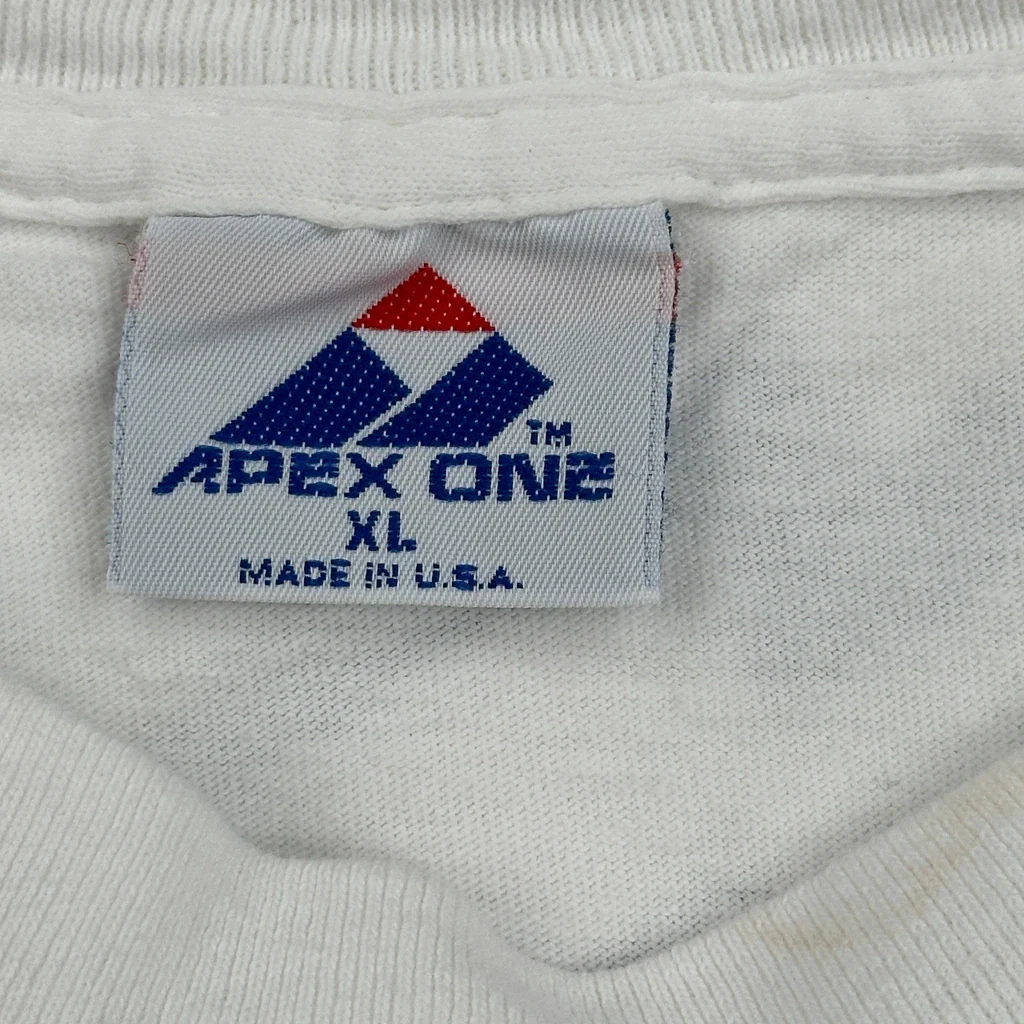 TM
APEX ONE
XL
MADE IN U.S.A.